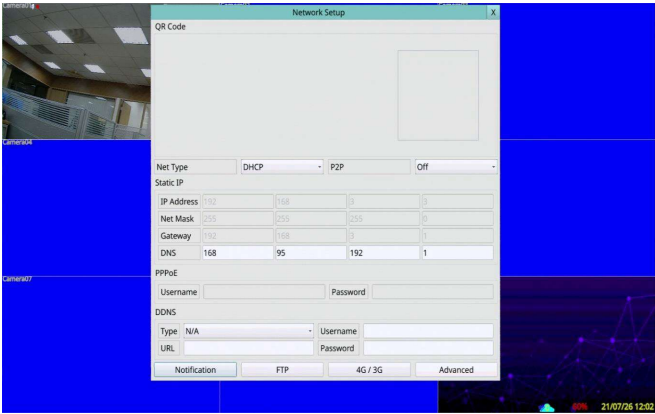 Camera01
Network Setup X
QR Code
Net Type DHCP P2P Off
Static IP
IP Address 192 168 3 3
Net Mask 255 255 255 0
Gateway 192 168 3 1
DNS 168 95 192 1
PPPoE
Username Password
DDNS
Type N/A Username
URL Password
Notification FTP 4G / 3G Advanced
Camera04
Camera07
60% 21/07/26 12:02